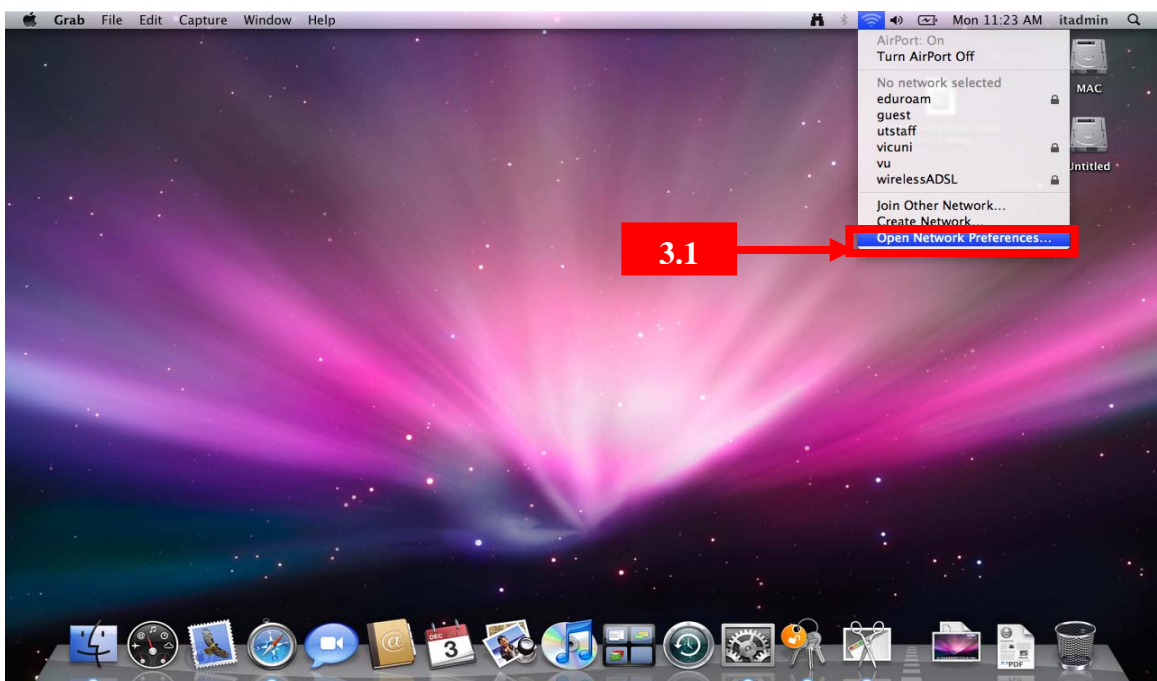 Grab File Edit Capture Window Help Mon 11:23 AM itadmin
AirPort: On
Turn AirPort Off
No network selected
eduroam
guest
utstaff
vicuni
vu
wirelessADSL
Join Other Network...
Create Network...
Open Network Preferences...
MAC
Untitled
3.1
@
DEC
3
PDF